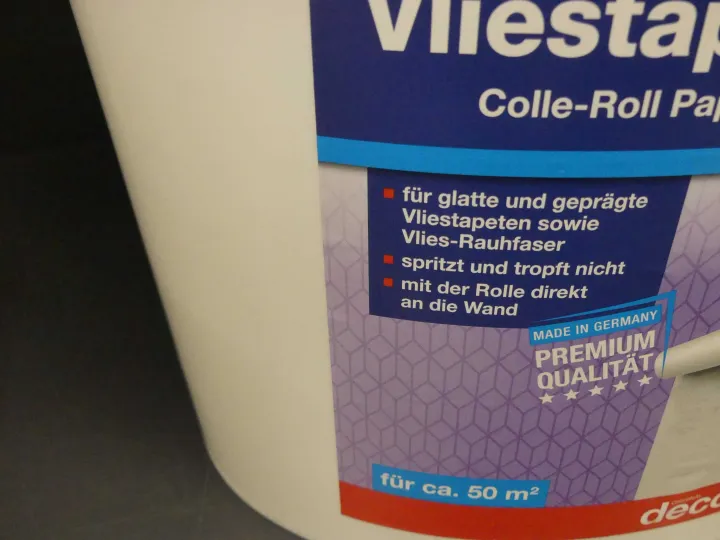 Vliestap
Colle-Roll Pap
für glatte und geprägte
Vliestapeten sowie
Vlies-Rauhfaser
spritzt und tropft nicht
mit der Rolle direkt
an die Wand
MADE IN GERMANY
PREMIUM
QUALITÄT
für ca. 50 m²
deco